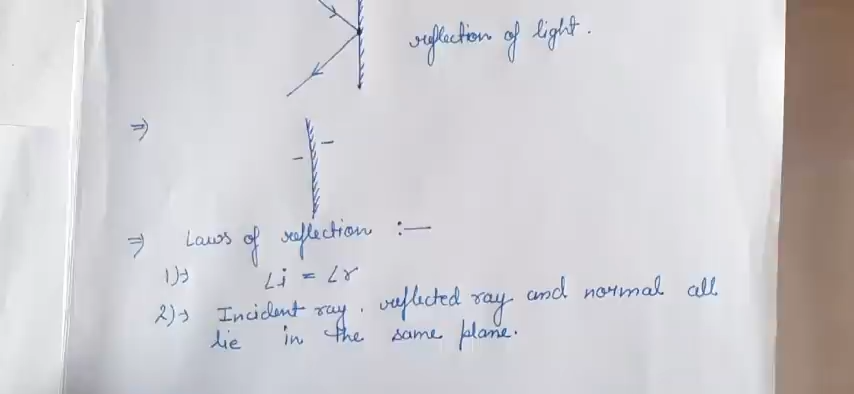 reflection of light.
⇒
⇒ Laws of reflection :—
1)→ ∠i = ∠r
2)→ Incident ray, reflected ray and normal all
lie in the same plane.